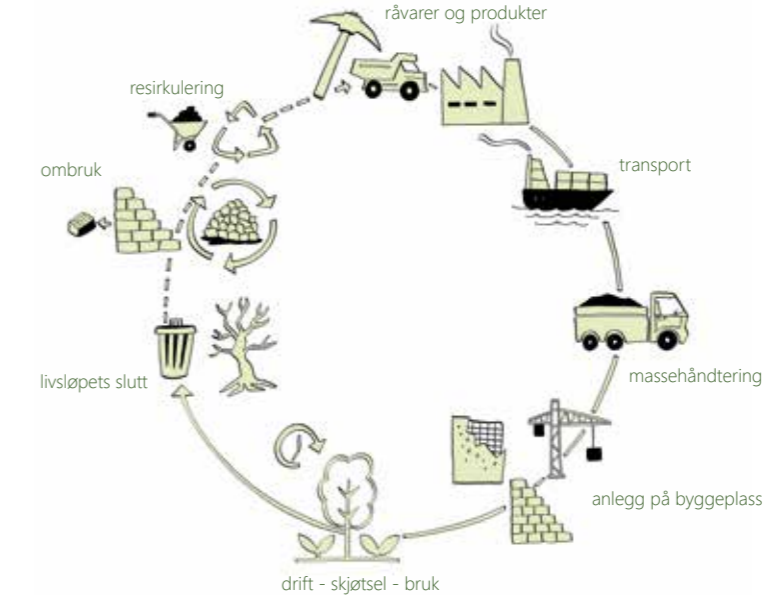 råvarer og produkter
resirkulering
transport
ombruk
massehåndtering
livsløpets slutt
anlegg på byggeplass
drift - skjøtsel - bruk